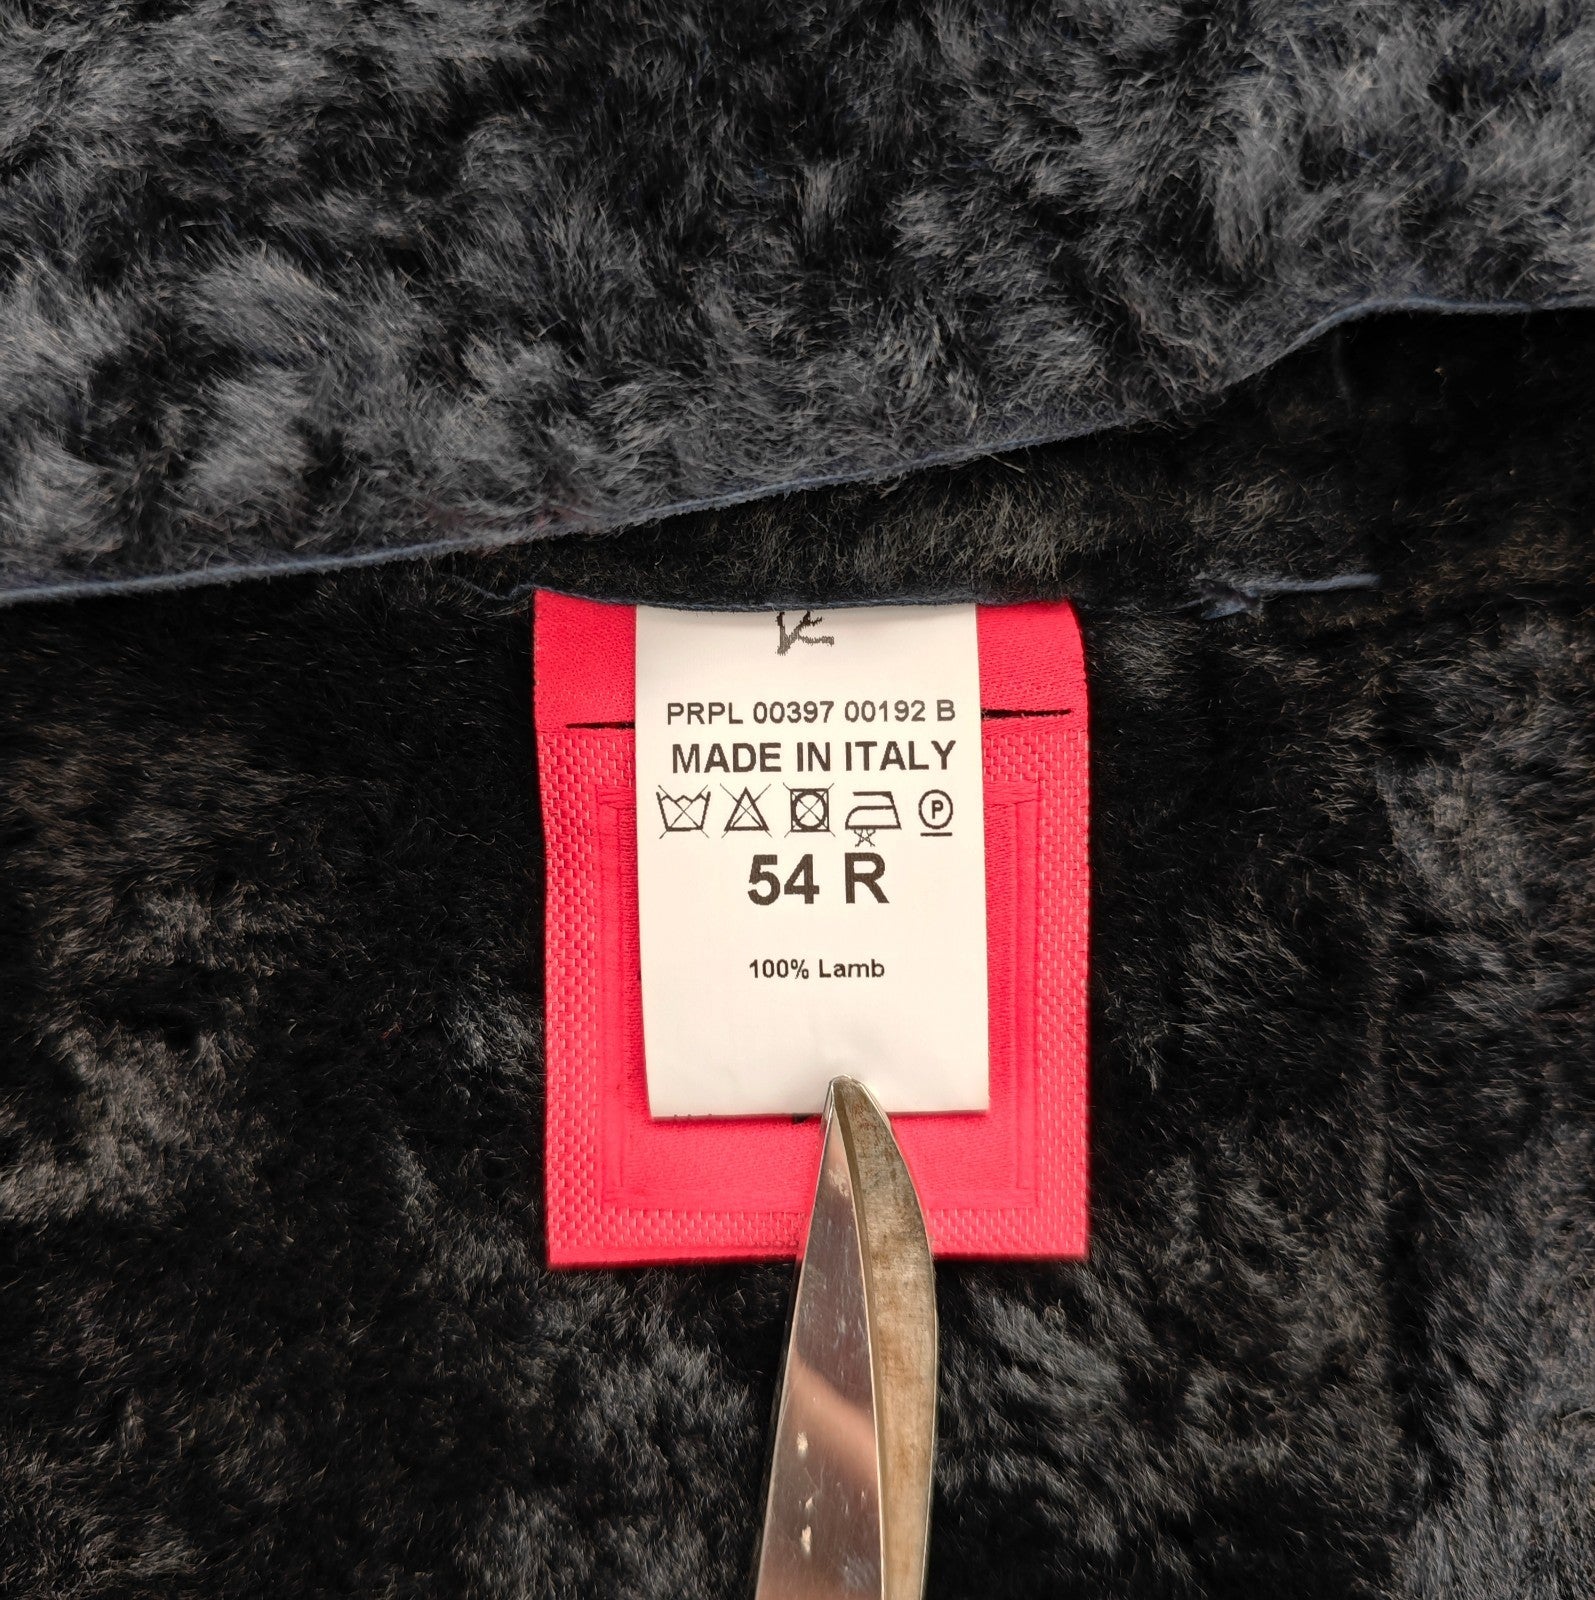 PRPL 00397 00192 B
MADE IN ITALY
P
54 R
100% Lamb